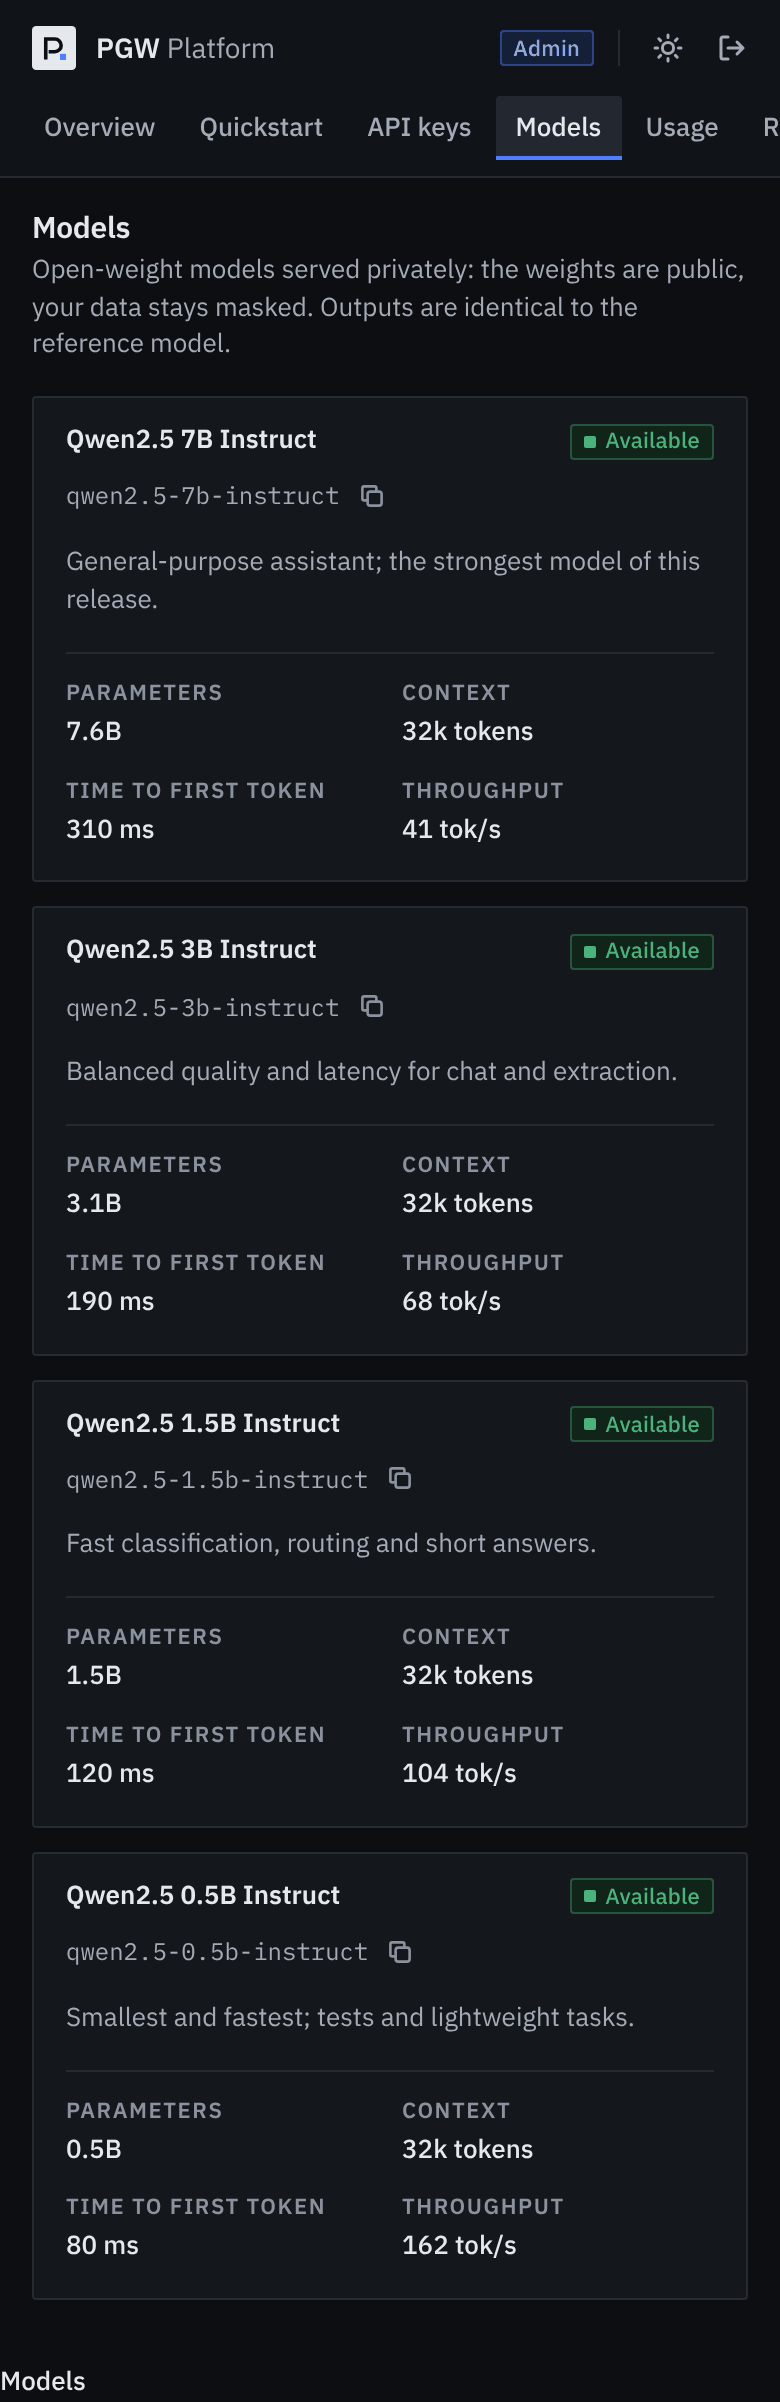 P.
PGW Platform
Admin
Overview Quickstart API keys Models Usage R
Models
Open-weight models served privately: the weights are public,
your data stays masked. Outputs are identical to the
reference model.
Qwen2.5 7B Instruct
Available
qwen2.5-7b-instruct
General-purpose assistant; the strongest model of this
release.
PARAMETERS CONTEXT
7.6B 32k tokens
TIME TO FIRST TOKEN THROUGHPUT
310 ms 41 tok/s
Qwen2.5 3B Instruct
Available
qwen2.5-3b-instruct
Balanced quality and latency for chat and extraction.
PARAMETERS CONTEXT
3.1B 32k tokens
TIME TO FIRST TOKEN THROUGHPUT
190 ms 68 tok/s
Qwen2.5 1.5B Instruct
Available
qwen2.5-1.5b-instruct
Fast classification, routing and short answers.
PARAMETERS CONTEXT
1.5B 32k tokens
TIME TO FIRST TOKEN THROUGHPUT
120 ms 104 tok/s
Qwen2.5 0.5B Instruct
Available
qwen2.5-0.5b-instruct
Smallest and fastest; tests and lightweight tasks.
PARAMETERS CONTEXT
0.5B 32k tokens
TIME TO FIRST TOKEN THROUGHPUT
80 ms 162 tok/s
Models